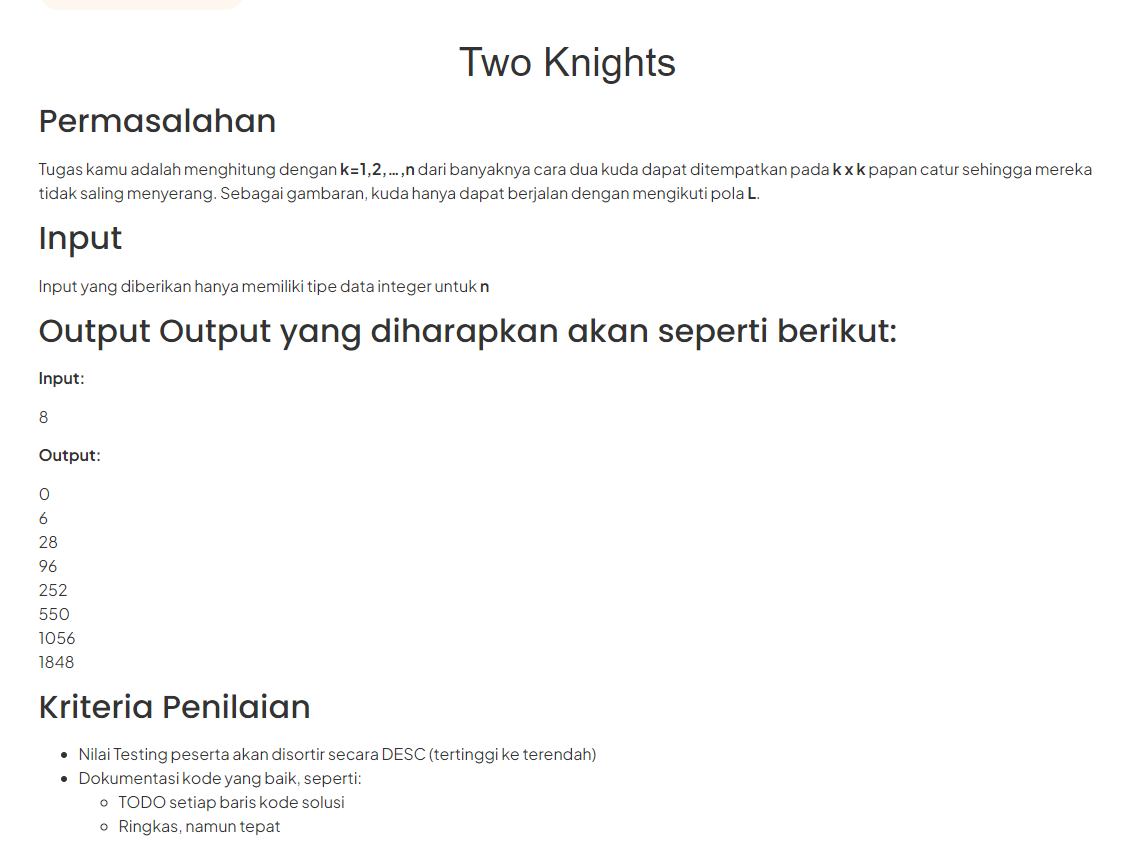 Two Knights
Permasalahan
Tugas kamu adalah menghitung dengan k=1,2,...,n dari banyaknya cara dua kuda dapat ditempatkan pada k x k papan catur sehingga mereka
tidak saling menyerang. Sebagai gambaran, kuda hanya dapat berjalan dengan mengikuti pola L.
Input
Input yang diberikan hanya memiliki tipe data integer untuk n
Output Output yang diharapkan akan seperti berikut:
Input:
8
Output:
0
6
28
96
252
550
1056
1848
Kriteria Penilaian
• Nilai Testing peserta akan disortir secara DESC (tertinggi ke terendah)
• Dokumentasi kode yang baik, seperti:
○ TODO setiap baris kode solusi
○ Ringkas, namun tepat